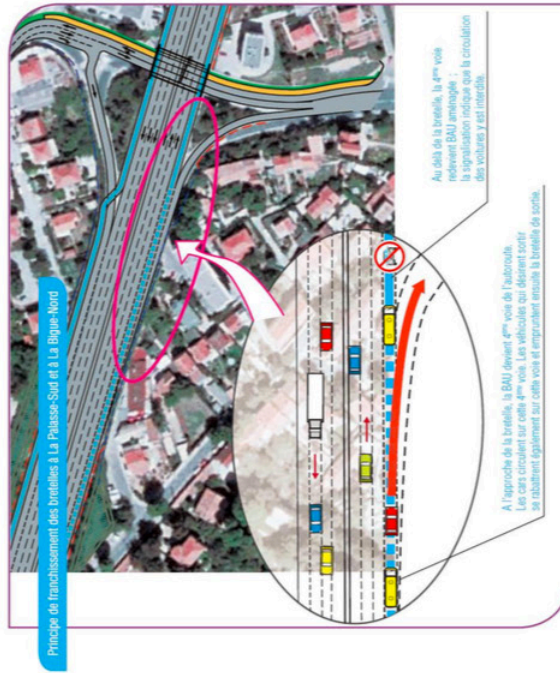 Principe de franchissement des bretelles à La Palasse-Sud et à La Bigue-Nord
Au delà de la bretelle, la 4ème voie
redevient BAU aménagée ;
la signalisation indique que la circulation
des voitures y est interdite.
A l'approche de la bretelle, la BAU devient 4ème voie de l'autoroute.
Les cars circulent sur cette 4ème voie. Les véhicules qui désirent sortir
se rabattrent également sur cette voie et empruntent ensuite la bretelle de sortie.